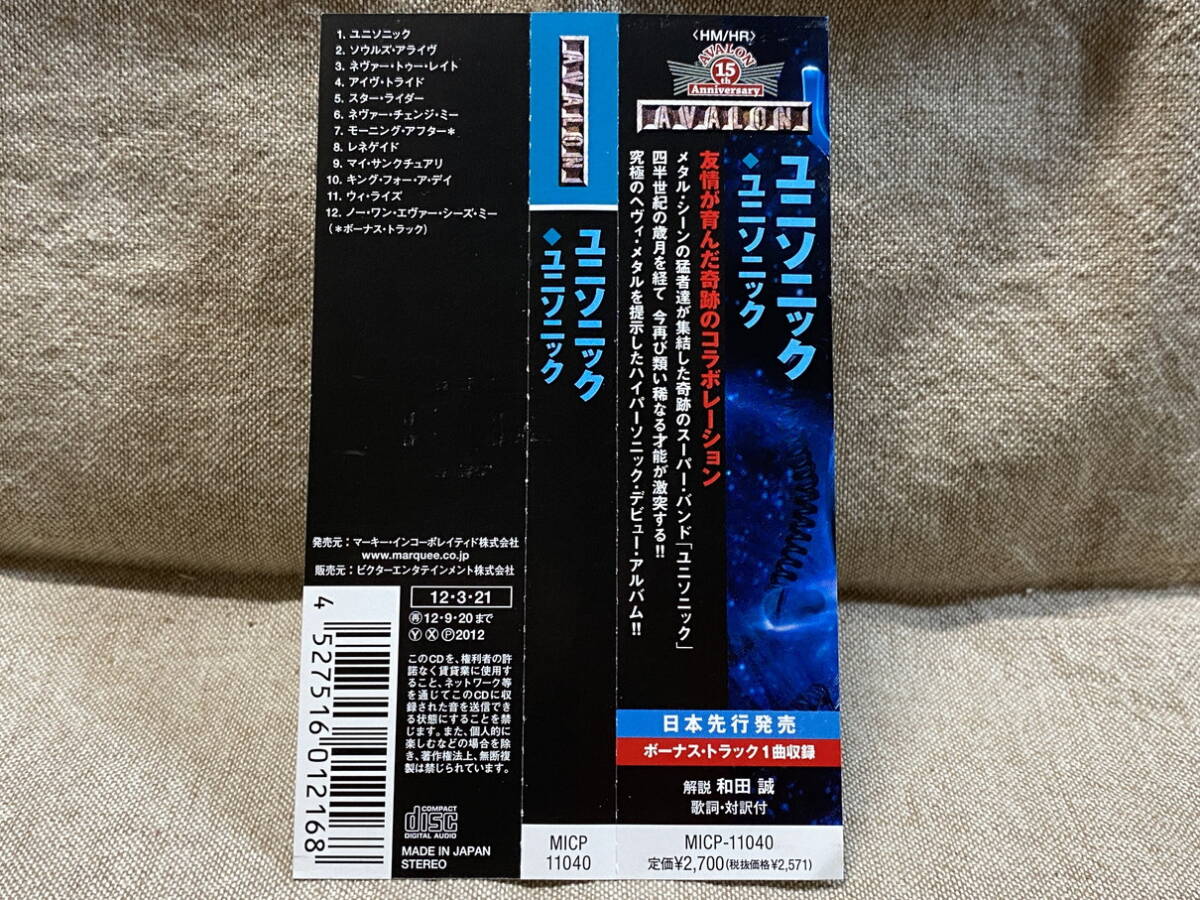 1. ユニソニック
2. ソウルズ・アライヴ
3. ネヴァー・トゥー・レイト
4. アイヴ・トライド
5. スター・ライダー
6. ネヴァー・チェンジ・ミー
7. モーニング・アフター*
8. レネゲイド
9. マイ・サンクチュアリ
10. キング・フォー・ア・デイ
11. ウィ・ライズ
12. ノー・ワン・エヴァー・シーズ・ミー
(*ボーナス・トラック)
発売元:マーキー・インコーポレイティド株式会社
www.marquee.co.jp
販売元:ビクターエンタテインメント株式会社
4 527516 012168
12・3・21
㊢12・9・20まで
ⓎⓍⓅ2012
このCDを、権利者の許
諾なく賃貸業に使用す
ること、ネットワーク等
を通じてこのCDに収
録された音を送信でき
る状態にすることを禁
じます。また、個人的に
楽しむなどの場合を除
き、著作権法上、無断複
製は禁じられています。
COMPACT
disc
DIGITAL AUDIO
MADE IN JAPAN
STEREO
AVALON
ユニソニック
◆ユニソニック
MICP
11040
〈HM/HR〉
AVALON
15th
Anniversary
AVALON
ユニソニック
◆ユニソニック
友情が育んだ奇跡のコラボレーション
メタル・シーンの猛者達が集結した奇跡のスーパー・バンド「ユニソニック」
四半世紀の歳月を経て 今再び類い稀なる才能が激突する!!
究極のヘヴィ・メタルを提示したハイパーソニック・デビュー・アルバム!!
日本先行発売
ボーナス・トラック1曲収録
解説 和田 誠
歌詞・対訳付
MICP-11040
定価¥2,700(税抜価格¥2,571)